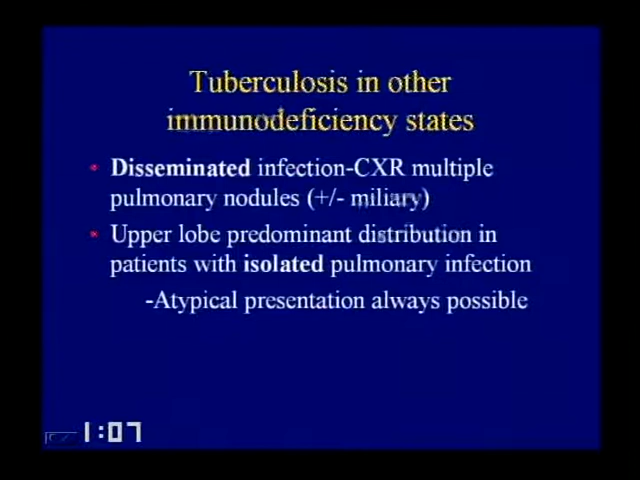 Tuberculosis in other
immunodeficiency states
• Disseminated infection-CXR multiple
pulmonary nodules (+/- miliary)
• Upper lobe predominant distribution in
patients with isolated pulmonary infection
-Atypical presentation always possible
1:07